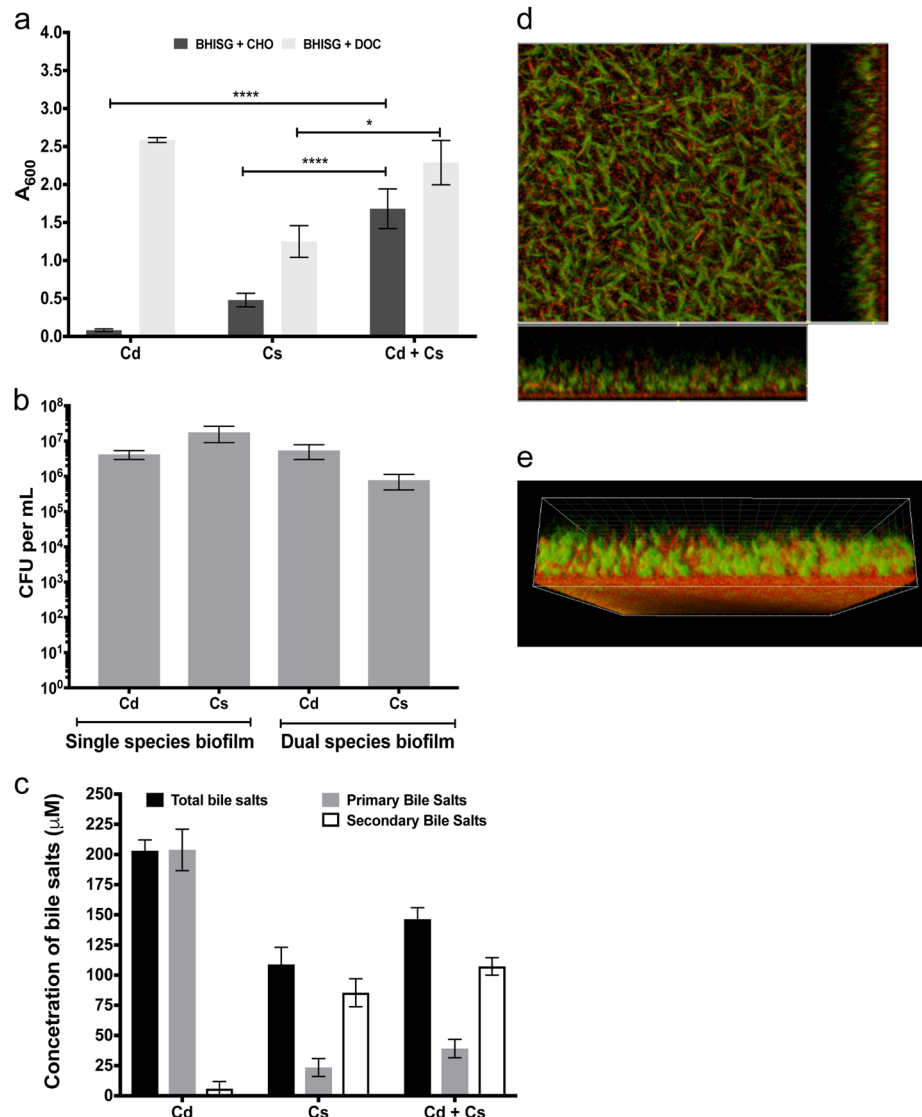 a
BHISG + CHO
BHISG + DOC
4.0
3.5
3.0
2.5
2.0
1.5
1.0
0.5
0.0
A600
****
*
****
Cd
Cs
Cd + Cs
b
10⁸
10⁷
10⁶
10⁵
10⁴
10³
10²
10¹
10⁰
CFU per mL
Cd
Cs
Cd
Cs
Single species biofilm
Dual species biofilm
c
Total bile salts
Primary Bile Salts
Secondary Bile Salts
250
225
200
175
150
125
100
75
50
25
0
Concetration of bile salts (μM)
Cd
Cs
Cd + Cs
d
e